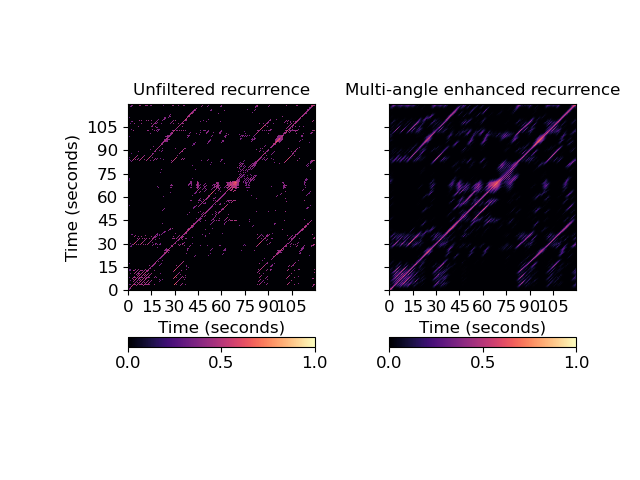 Unfiltered recurrence
Multi-angle enhanced recurrence
Time (seconds)
105
90
75
60
45
30
15
0
0 15 30 45 60 75 90 105
0 15 30 45 60 75 90 105
Time (seconds)
Time (seconds)
0.0 0.5 1.0
0.0 0.5 1.0